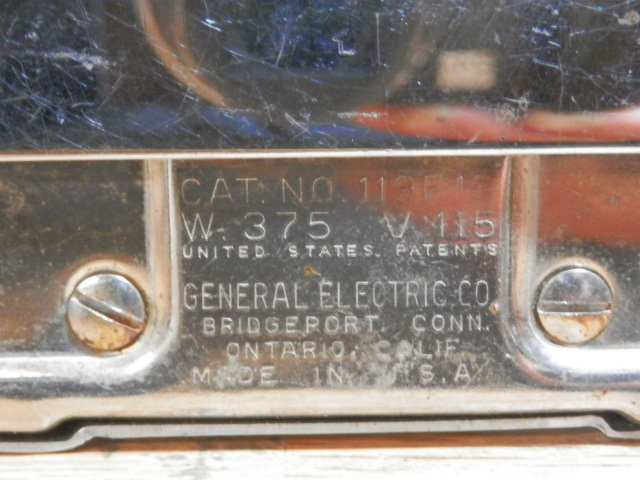 CAT. NO.
W. 375 V. 115
UNITED STATES PATENTS
GENERAL ELECTRIC CO.
BRIDGEPORT, CONN.
ONTARIO, CALIF.
MADE IN U.S.A.